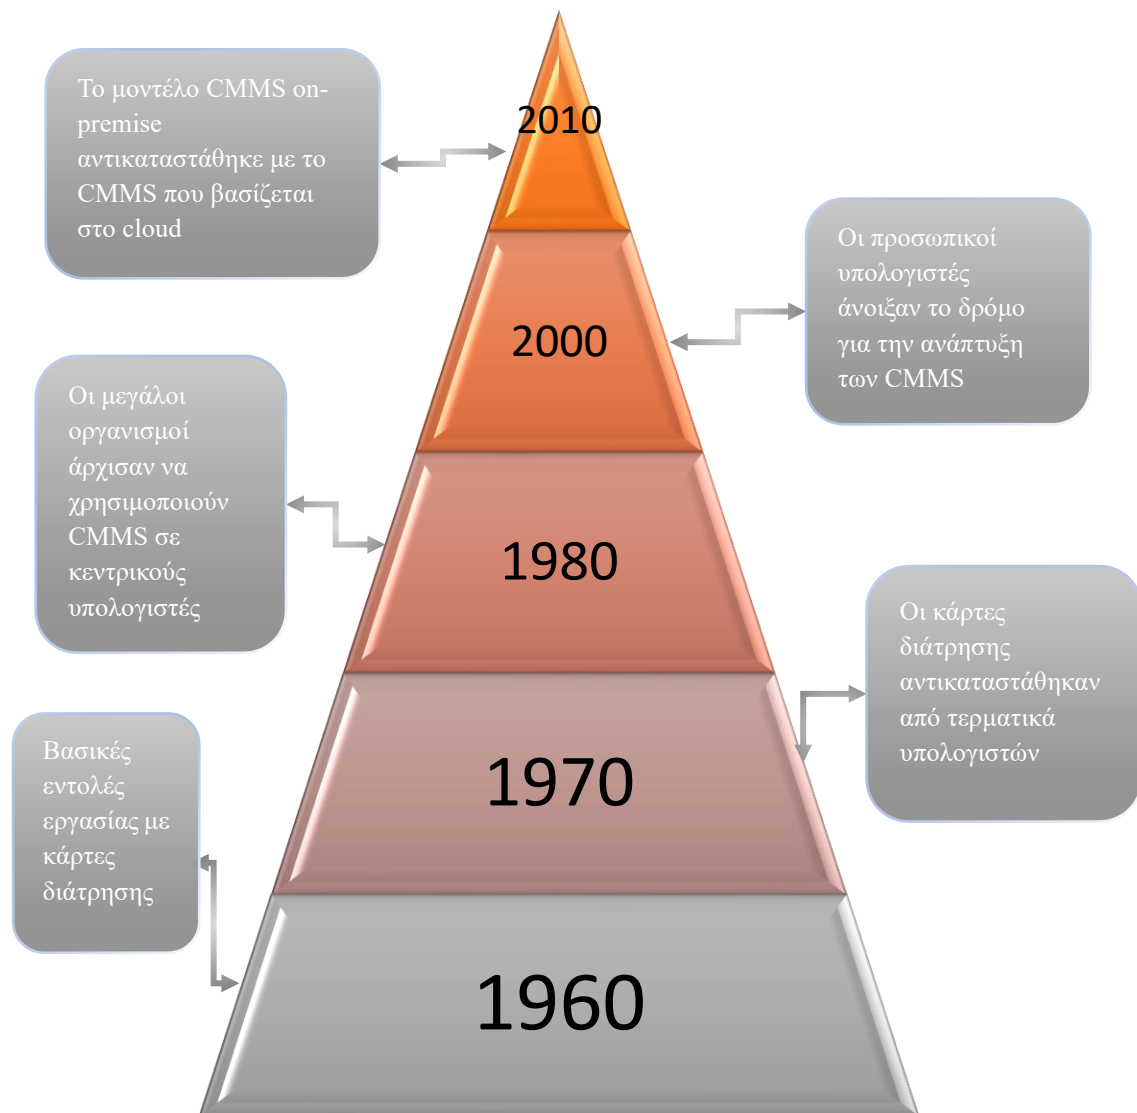 Το μοντέλο CMMS on-
premise
αντικαταστάθηκε με το
CMMS που βασίζεται
στο cloud
2010
Οι προσωπικοί
υπολογιστές
άνοιξαν το δρόμο
για την ανάπτυξη
των CMMS
2000
Οι μεγάλοι
οργανισμοί
άρχισαν να
χρησιμοποιούν
CMMS σε
κεντρικούς
υπολογιστές
1980
Οι κάρτες
διάτρησης
αντικαταστάθηκαν
από τερματικά
υπολογιστών
1970
Βασικές
εντολές
εργασίας με
κάρτες
διάτρησης
1960